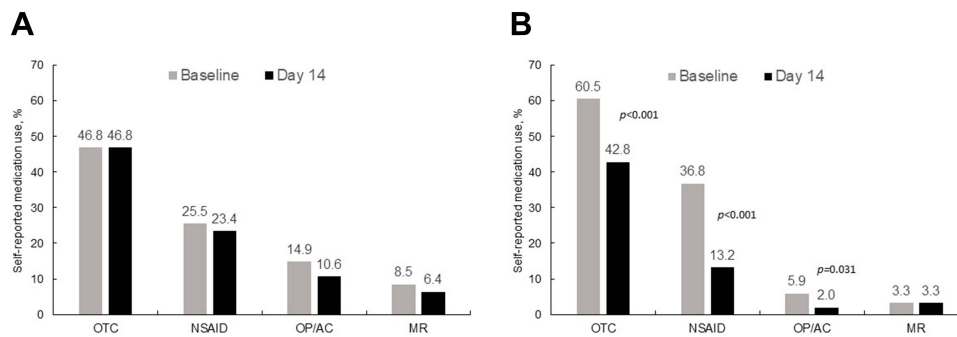 A
Self-reported medication use, %
70
60
50
40
30
20
10
0
Baseline Day 14
46.8 46.8
25.5 23.4
14.9 10.6
8.5 6.4
OTC NSAID OP/AC MR
B
Self-reported medication use, %
70
60
50
40
30
20
10
0
Baseline Day 14
60.5
p<0.001
42.8
36.8
p<0.001
13.2
p=0.031
5.9 2.0
3.3 3.3
OTC NSAID OP/AC MR